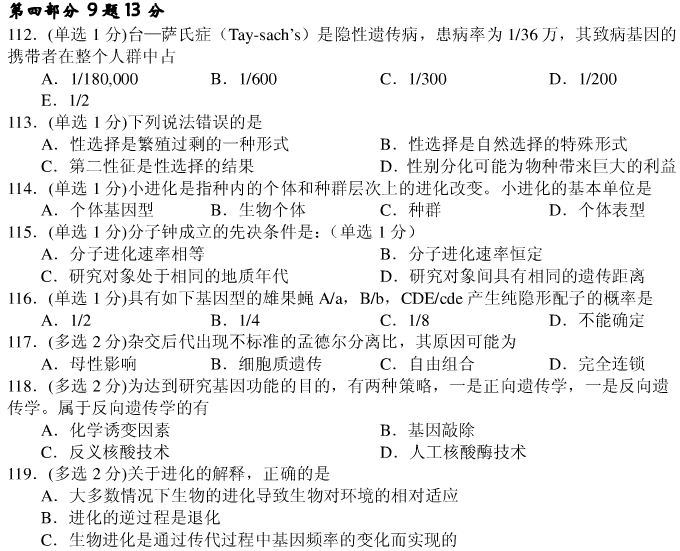 第四部分 9题13分
112．(单选 1 分)台—萨氏症（Tay-sach’s）是隐性遗传病，患病率为 1/36 万，其致病基因的
携带者在整个人群中占
A．1/180,000 B．1/600 C．1/300 D．1/200
E．1/2
113．(单选 1 分)下列说法错误的是
A．性选择是繁殖过剩的一种形式 B．性选择是自然选择的特殊形式
C．第二性征是性选择的结果 D．性别分化可能为物种带来巨大的利益
114．(单选 1 分)小进化是指种内的个体和种群层次上的进化改变。小进化的基本单位是
A．个体基因型 B．生物个体 C．种群 D．个体表型
115．(单选 1 分)分子钟成立的先决条件是：（单选 1 分）
A．分子进化速率相等 B．分子进化速率恒定
C．研究对象处于相同的地质年代 D．研究对象间具有相同的遗传距离
116．(单选 1 分)具有如下基因型的雄果蝇 A/a，B/b，CDE/cde 产生纯隐形配子的概率是
A．1/2 B．1/4 C．1/8 D．不能确定
117．(多选 2 分)杂交后代出现不标准的孟德尔分离比，其原因可能为
A．母性影响 B．细胞质遗传 C．自由组合 D．完全连锁
118．(多选 2 分)为达到研究基因功能的目的，有两种策略，一是正向遗传学，一是反向遗
传学。属于反向遗传学的有
A．化学诱变因素 B．基因敲除
C．反义核酸技术 D．人工核酸酶技术
119．(多选 2 分)关于进化的解释，正确的是
A．大多数情况下生物的进化导致生物对环境的相对适应
B．进化的逆过程是退化
C．生物进化是通过传代过程中基因频率的变化而实现的